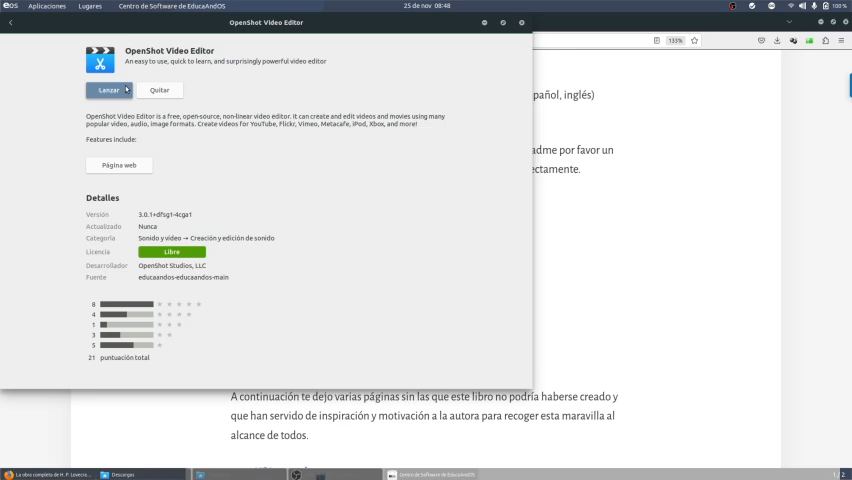 eOS Aplicaciones Lugares Centro de Software de EducaAndOS 25 de nov 08:48 100 %
OpenShot Video Editor
133%
OpenShot Video Editor
An easy to use, quick to learn, and surprisingly powerful video editor
Lanzar Quitar
pañol, inglés)
OpenShot Video Editor is a free, open-source, non-linear video editor. It can create and edit videos and movies using many
popular video, audio, image formats. Create videos for YouTube, Flickr, Vimeo, Metacafe, iPod, Xbox, and more!
Features include:
adme por favor un
Página web
ectamente.
Detalles
Versión 3.0.1+dfsg1-4cga1
Actualizado Nunca
Categoría Sonido y vídeo → Creación y edición de sonido
Licencia Libre
Desarrollador OpenShot Studios, LLC
Fuente educaandos-educaandos-main
8
4
1
3
5
21 puntuación total
A continuación te dejo varias páginas sin las que este libro no podría haberse creado y
que han servido de inspiración y motivación a la autora para recoger esta maravilla al
alcance de todos.
La obra completa de H. P. Lovecra... Descargas Centro de Software de EducaAndOS 1 / 2